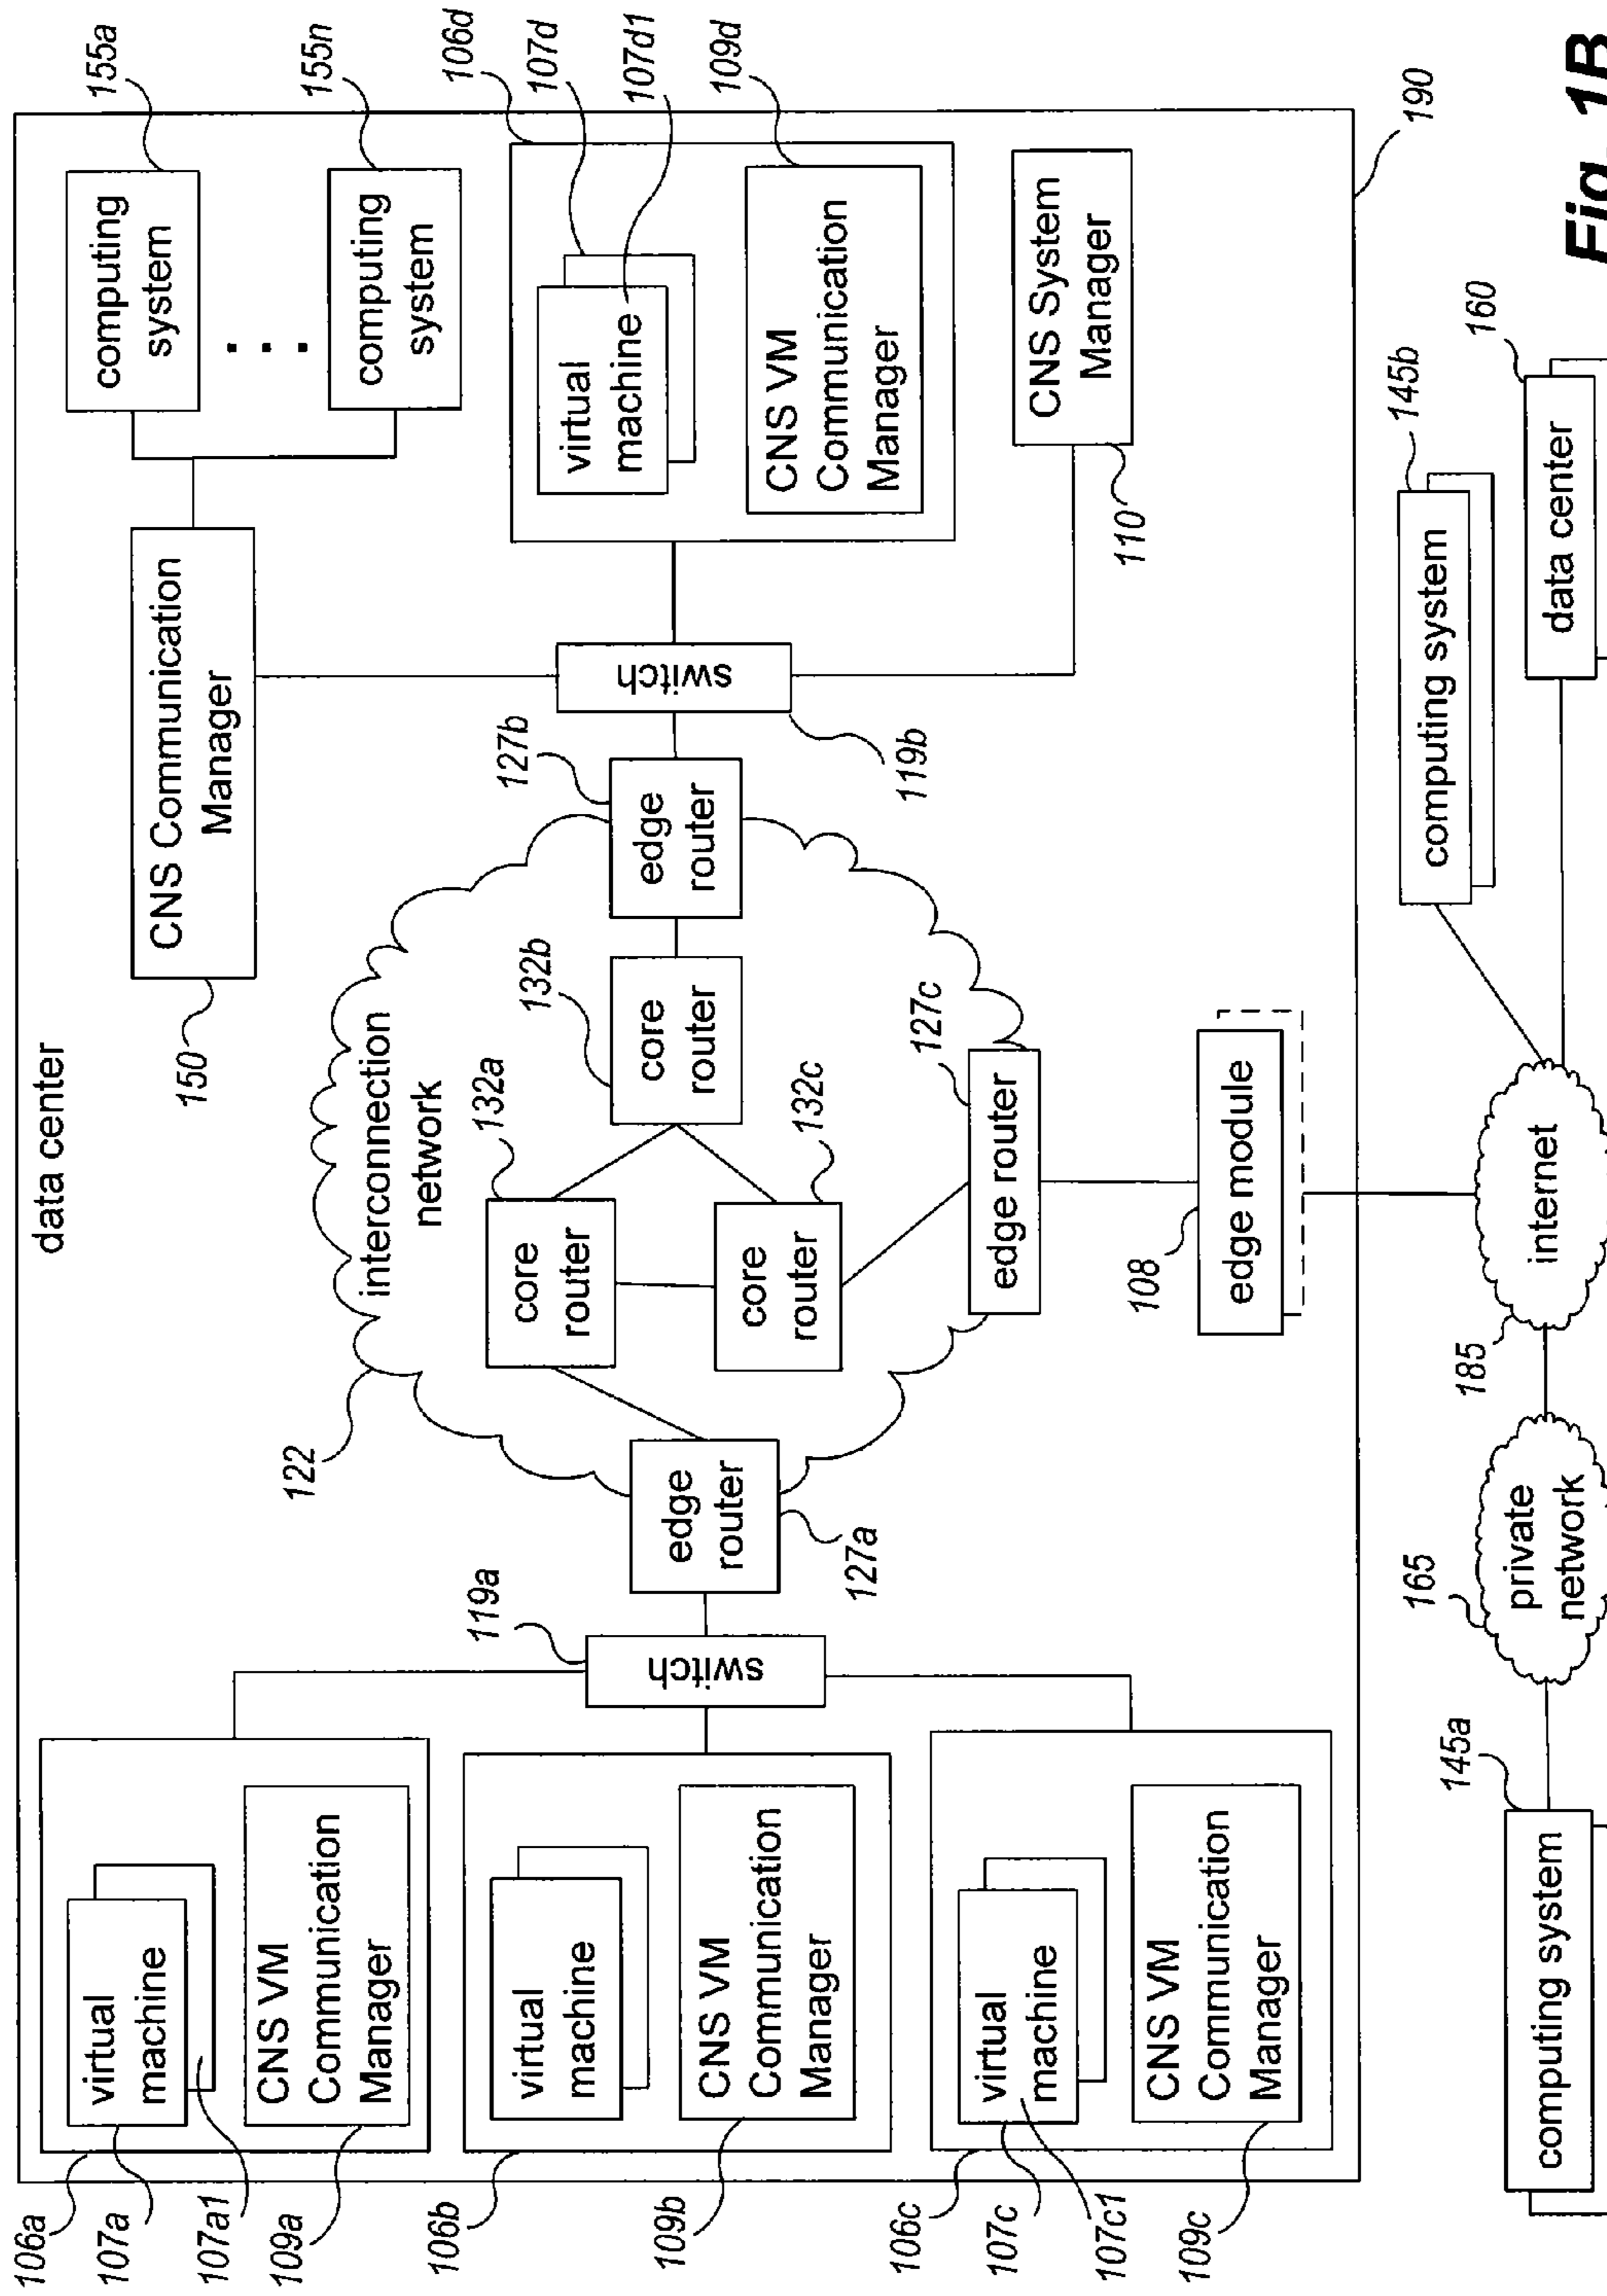 data center
106a
107a
107a1
109a
virtual
machine
CNS VM
Communication
Manager
106b
109b
virtual
machine
CNS VM
Communication
Manager
106c
107c
107c1
109c
virtual
machine
CNS VM
Communication
Manager
119a
switch
122
interconnection
network
edge
router
127a
132a
core
router
132b
core
router
132c
core
router
127b
edge
router
127c
edge router
108
edge module
119b
switch
150
CNS Communication
Manager
155a
computing
system
155n
computing
system
106d
107d
107d1
109d
virtual
machine
CNS VM
Communication
Manager
110
CNS System
Manager
190
145a
computing system
165
private
network
185
internet
145b
computing system
160
data center
Fig. 1B